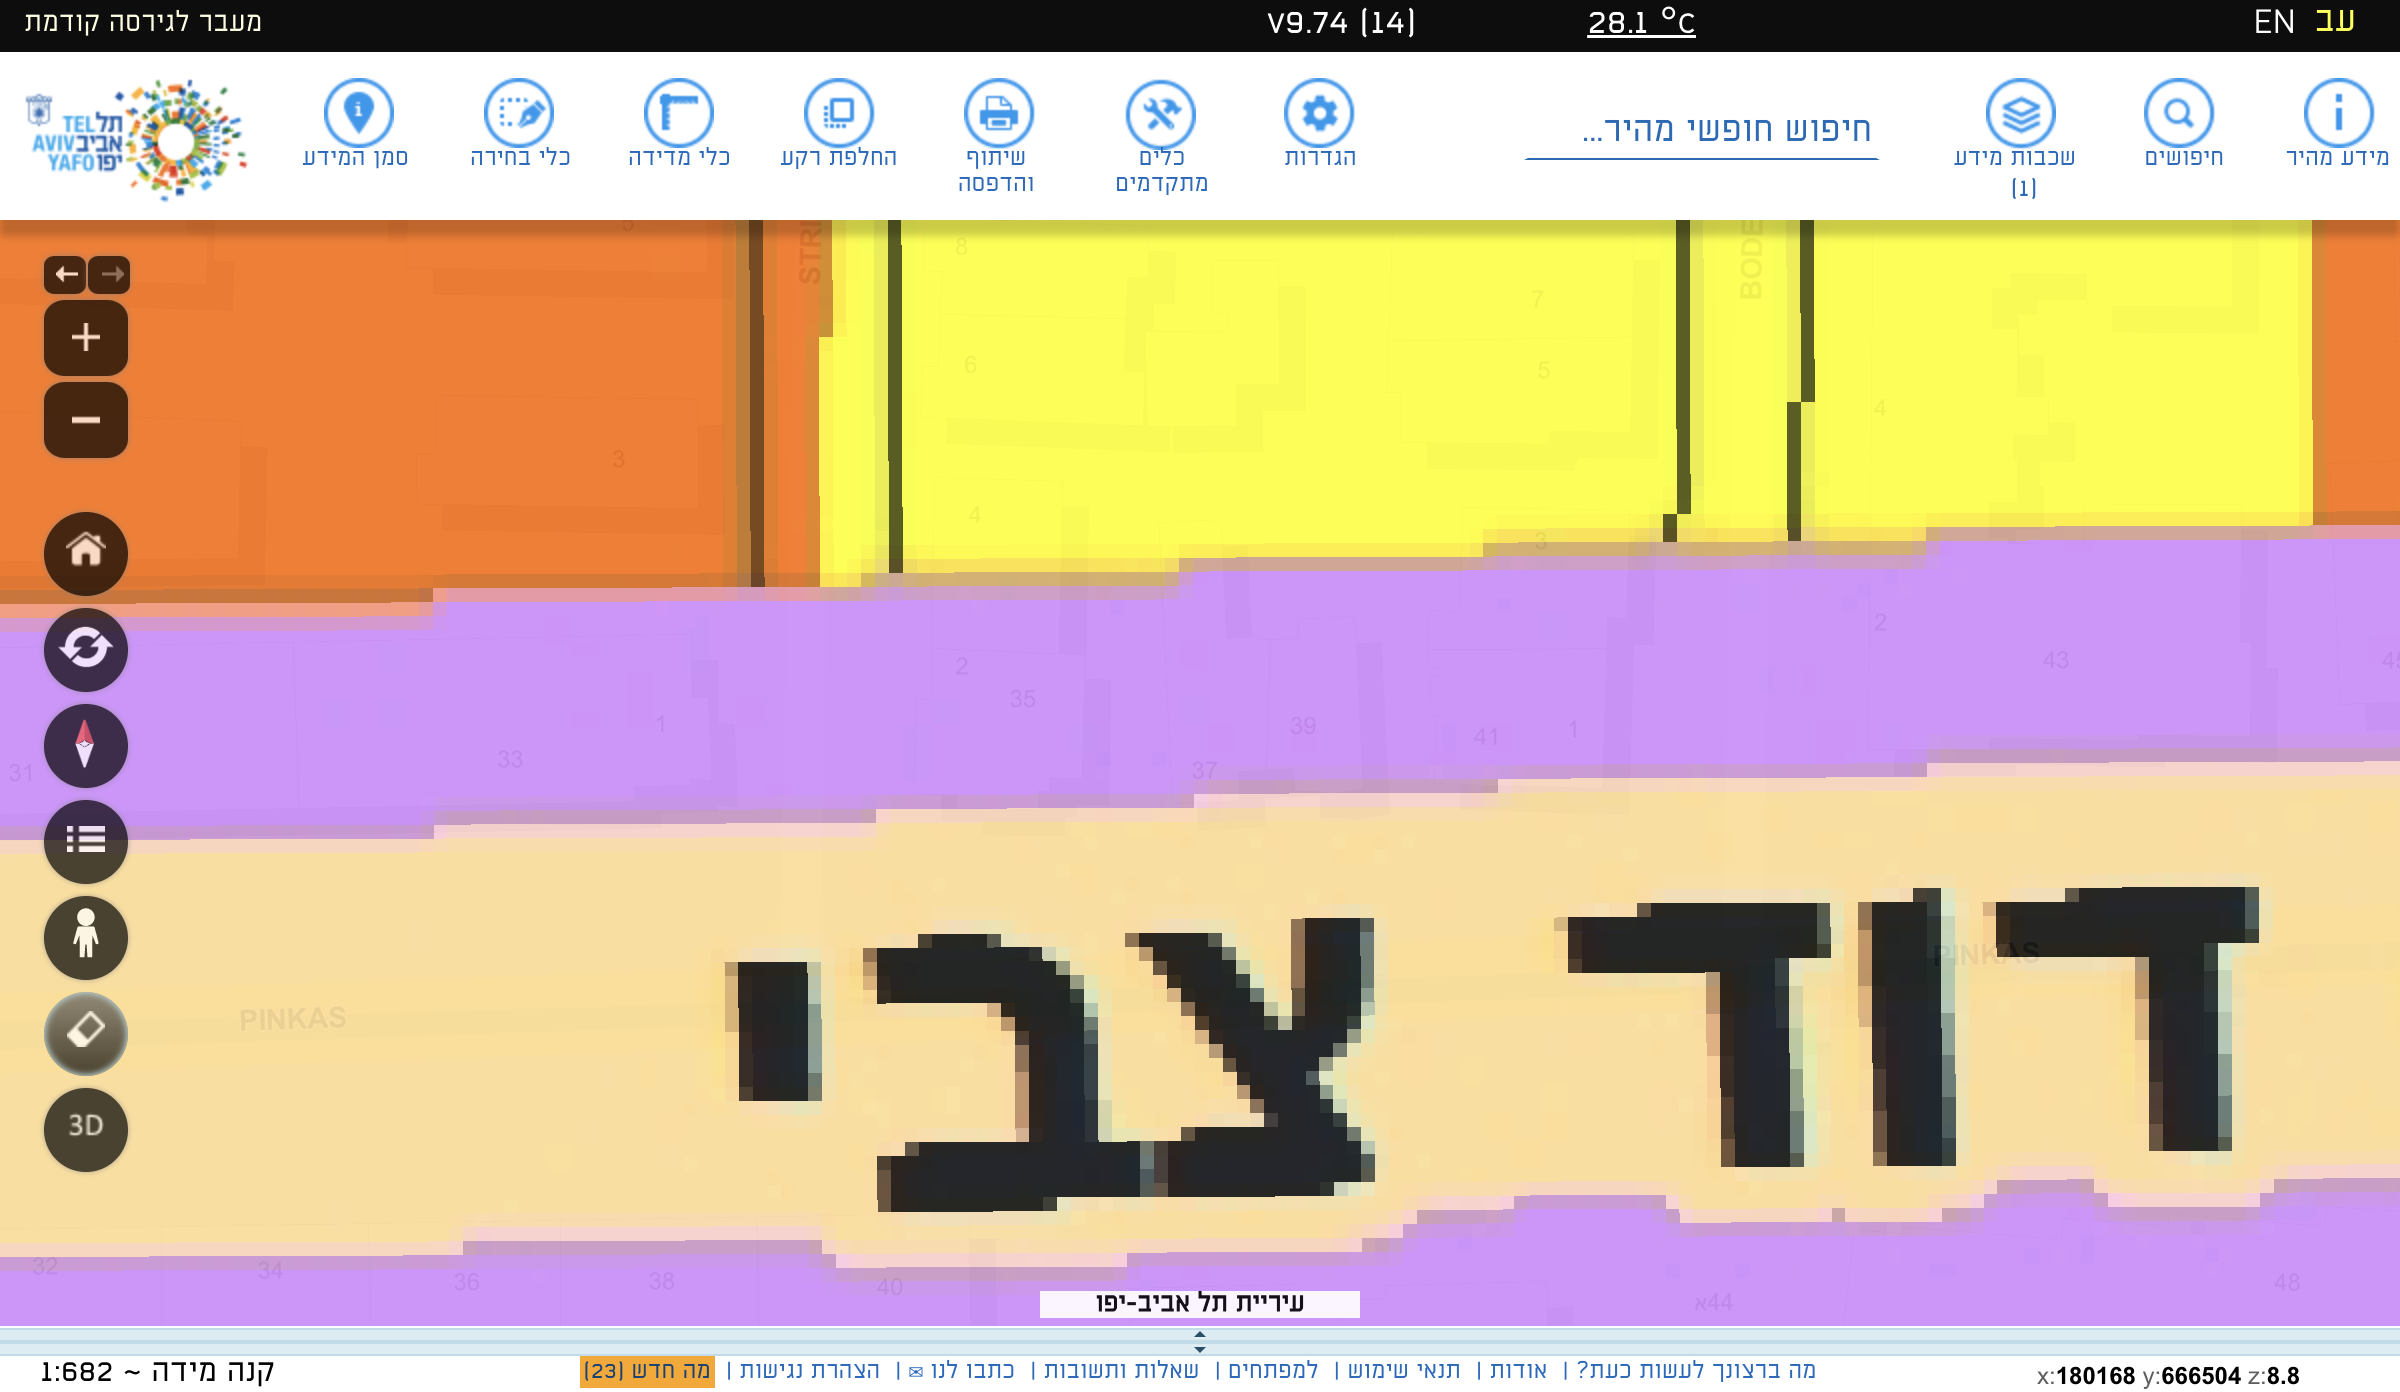 מעבר לגירסה קודמת
V9.74 (14)
28.1 °C
EN עב
תל אביב יפו
TEL AVIV YAFO
סמן המידע
כלי בחירה
כלי מדידה
החלפת רקע
שיתוף והדפסה
כלים מתקדמים
הגדרות
חיפוש חופשי מהיר...
שכבות מידע (1)
חיפושים
מידע מהיר
5
STRI
8
BODE
7
6
5
4
3
4
3
2
2
43
35
1
39
41
1
33
31
37
דוד צבי
PINKAS
PINKAS
3D
32
34
36
38
40
44א
48
עיריית תל אביב-יפו
קנה מידה ~ 1:682
מה ברצונך לעשות כעת? | אודות | תנאי שימוש | למפתחים | שאלות ותשובות | כתבו לנו ✉ | הצהרת נגישות | מה חדש (23)
x:180168 y:666504 z:8.8